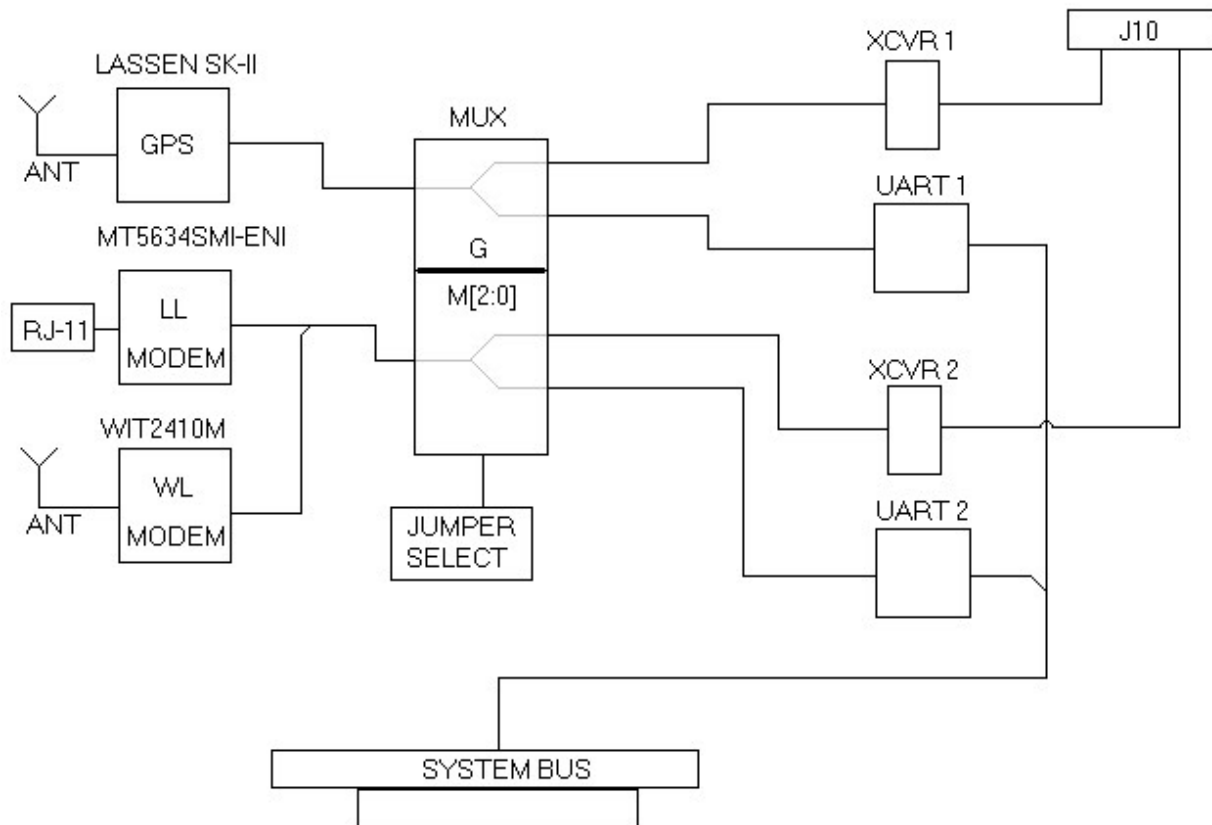 J10
XCVR 1
LASSEN SK-II
GPS
ANT
MUX
UART 1
MT5634SMI-ENI
G
M[2:0]
RJ-11
LL
MODEM
XCVR 2
WIT2410M
WL
MODEM
ANT
JUMPER
SELECT
UART 2
SYSTEM BUS